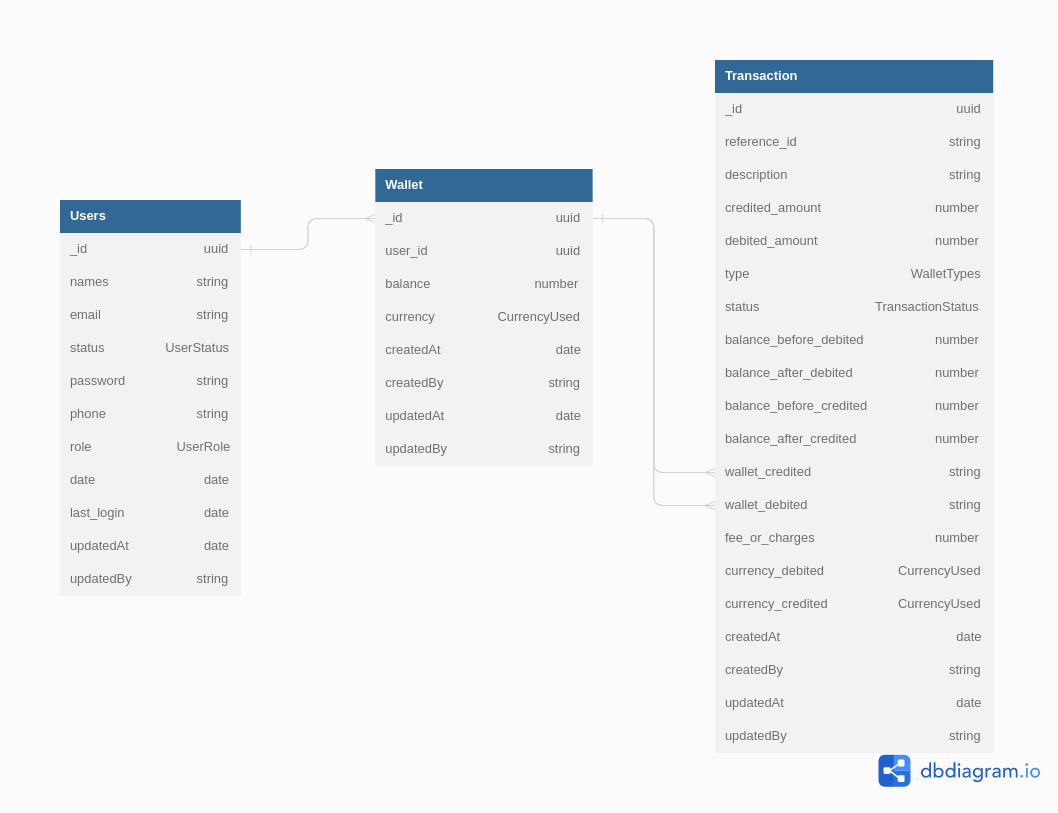 Users
_id uuid
names string
email string
status UserStatus
password string
phone string
role UserRole
date date
last_login date
updatedAt date
updatedBy string
Wallet
_id uuid
user_id uuid
balance number
currency CurrencyUsed
createdAt date
createdBy string
updatedAt date
updatedBy string
Transaction
_id uuid
reference_id string
description string
credited_amount number
debited_amount number
type WalletTypes
status TransactionStatus
balance_before_debited number
balance_after_debited number
balance_before_credited number
balance_after_credited number
wallet_credited string
wallet_debited string
fee_or_charges number
currency_debited CurrencyUsed
currency_credited CurrencyUsed
createdAt date
createdBy string
updatedAt date
updatedBy string
dbdiagram.io